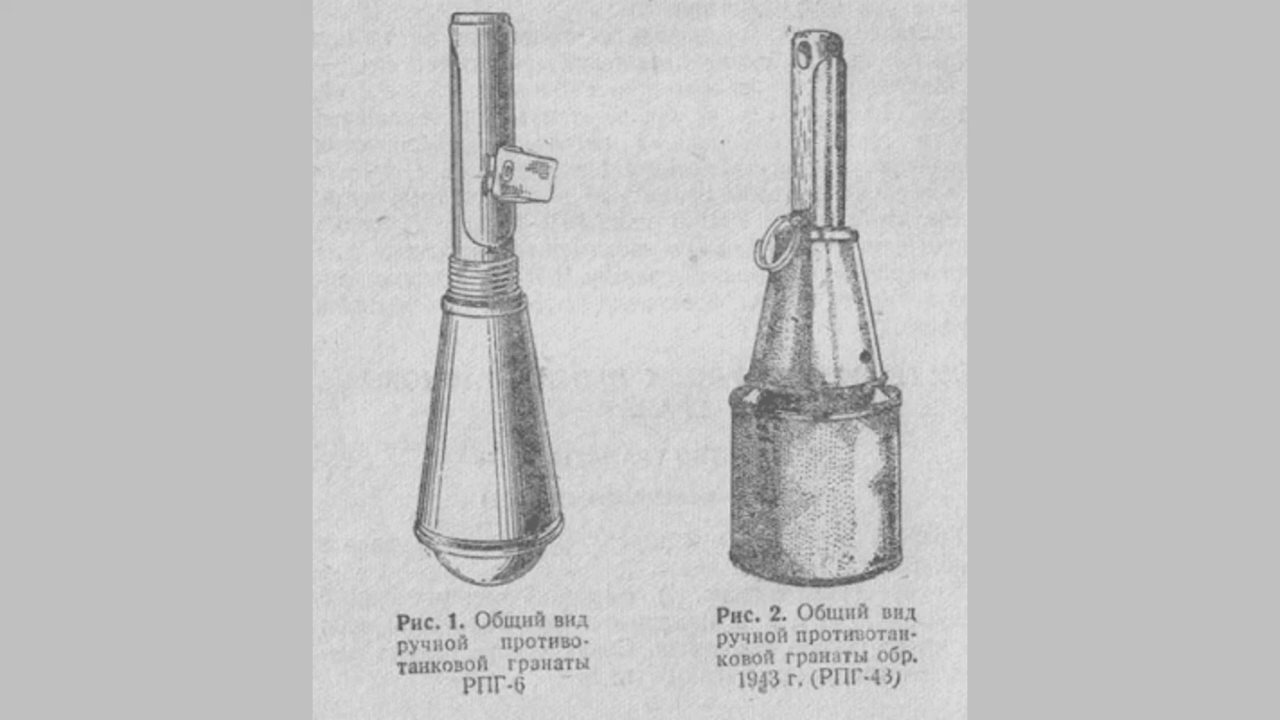 Рис. 1. Общий вид
ручной противо-
танковой гранаты
РПГ-6
Рис. 2. Общий вид
ручной противотан-
ковой гранаты обр.
1943 г. (РПГ-43)